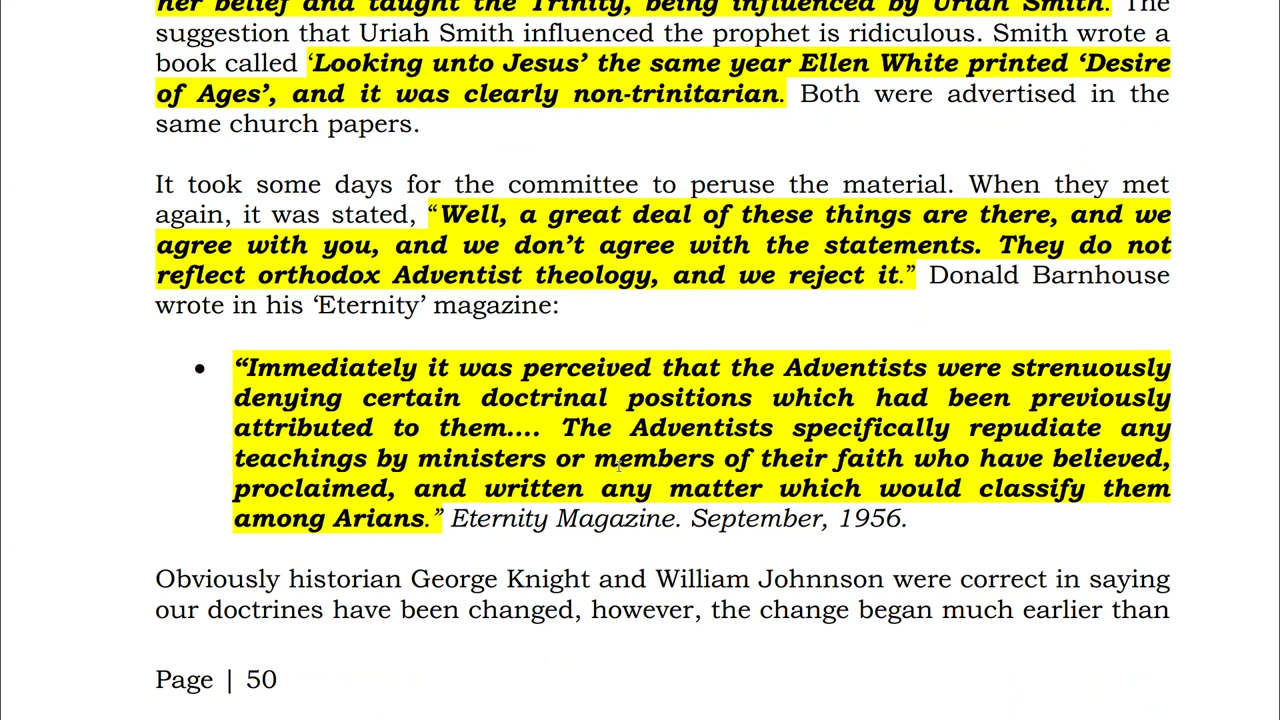 her belief and taught the Trinity, being influenced by Uriah Smith. The
suggestion that Uriah Smith influenced the prophet is ridiculous. Smith wrote a
book called ‘Looking unto Jesus’ the same year Ellen White printed ‘Desire
of Ages’, and it was clearly non-trinitarian. Both were advertised in the
same church papers.
It took some days for the committee to peruse the material. When they met
again, it was stated, “Well, a great deal of these things are there, and we
agree with you, and we don’t agree with the statements. They do not
reflect orthodox Adventist theology, and we reject it.” Donald Barnhouse
wrote in his ‘Eternity’ magazine:
• “Immediately it was perceived that the Adventists were strenuously
denying certain doctrinal positions which had been previously
attributed to them…. The Adventists specifically repudiate any
teachings by ministers or members of their faith who have believed,
proclaimed, and written any matter which would classify them
among Arians.” Eternity Magazine. September, 1956.
Obviously historian George Knight and William Johnnson were correct in saying
our doctrines have been changed, however, the change began much earlier than
Page | 50